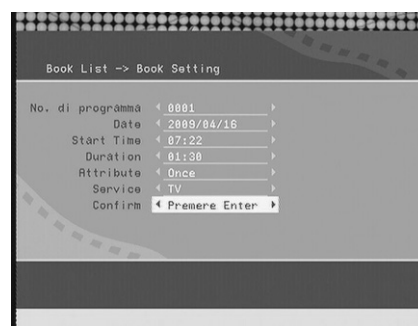 Book List -> Book Setting
No. di programma 0001
Date 2009/04/16
Start Time 07:22
Duration 01:30
Attribute Once
Service TV
Confirm Premere Enter